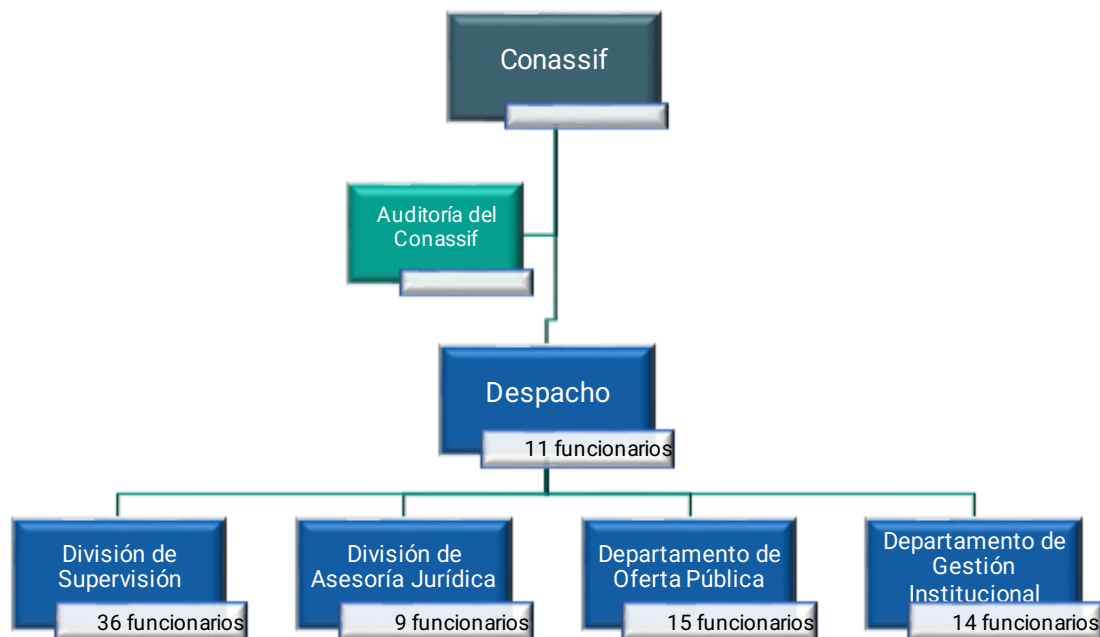 Conassif
Auditoría del
Conassif
Despacho
11 funcionarios
División de
Supervisión
36 funcionarios
División de
Asesoría Jurídica
9 funcionarios
Departamento de
Oferta Pública
15 funcionarios
Departamento de
Gestión
Institucional
14 funcionarios